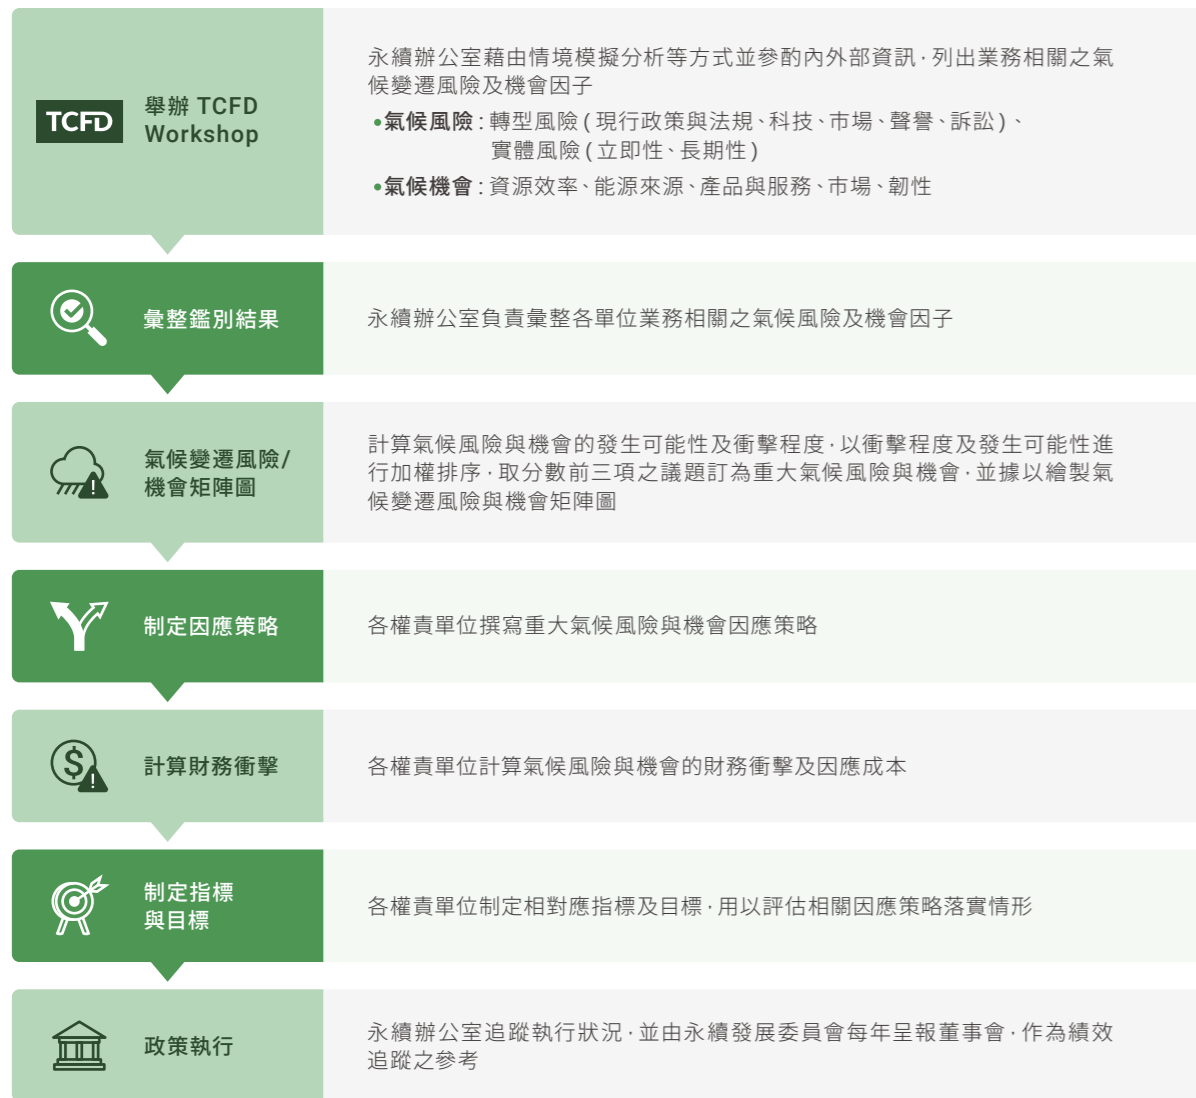 TCFD
舉辦 TCFD
Workshop
永續辦公室藉由情境模擬分析等方式並參酌內外部資訊，列出業務相關之氣
候變遷風險及機會因子
•氣候風險：轉型風險（現行政策與法規、科技、市場、聲譽、訴訟）、
實體風險（立即性、長期性）
•氣候機會：資源效率、能源來源、產品與服務、市場、韌性
彙整鑑別結果
永續辦公室負責彙整各單位業務相關之氣候風險及機會因子
氣候變遷風險/
機會矩陣圖
計算氣候風險與機會的發生可能性及衝擊程度，以衝擊程度及發生可能性進
行加權排序，取分數前三項之議題訂為重大氣候風險與機會，並據以繪製氣
候變遷風險與機會矩陣圖
制定因應策略
各權責單位撰寫重大氣候風險與機會因應策略
計算財務衝擊
各權責單位計算氣候風險與機會的財務衝擊及因應成本
制定指標
與目標
各權責單位制定相對應指標及目標，用以評估相關因應策略落實情形
政策執行
永續辦公室追蹤執行狀況，並由永續發展委員會每年呈報董事會，作為績效
追蹤之參考